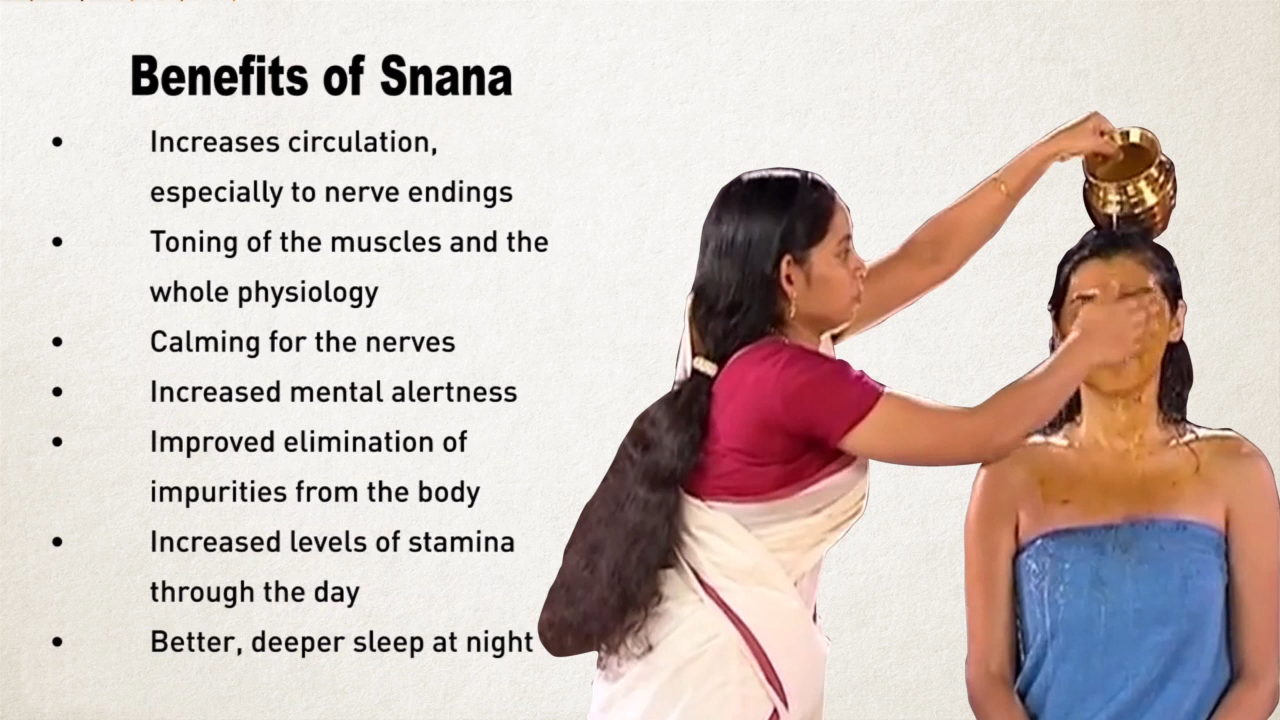 Benefits of Snana
• Increases circulation,
especially to nerve endings
• Toning of the muscles and the
whole physiology
• Calming for the nerves
• Increased mental alertness
• Improved elimination of
impurities from the body
• Increased levels of stamina
through the day
• Better, deeper sleep at night